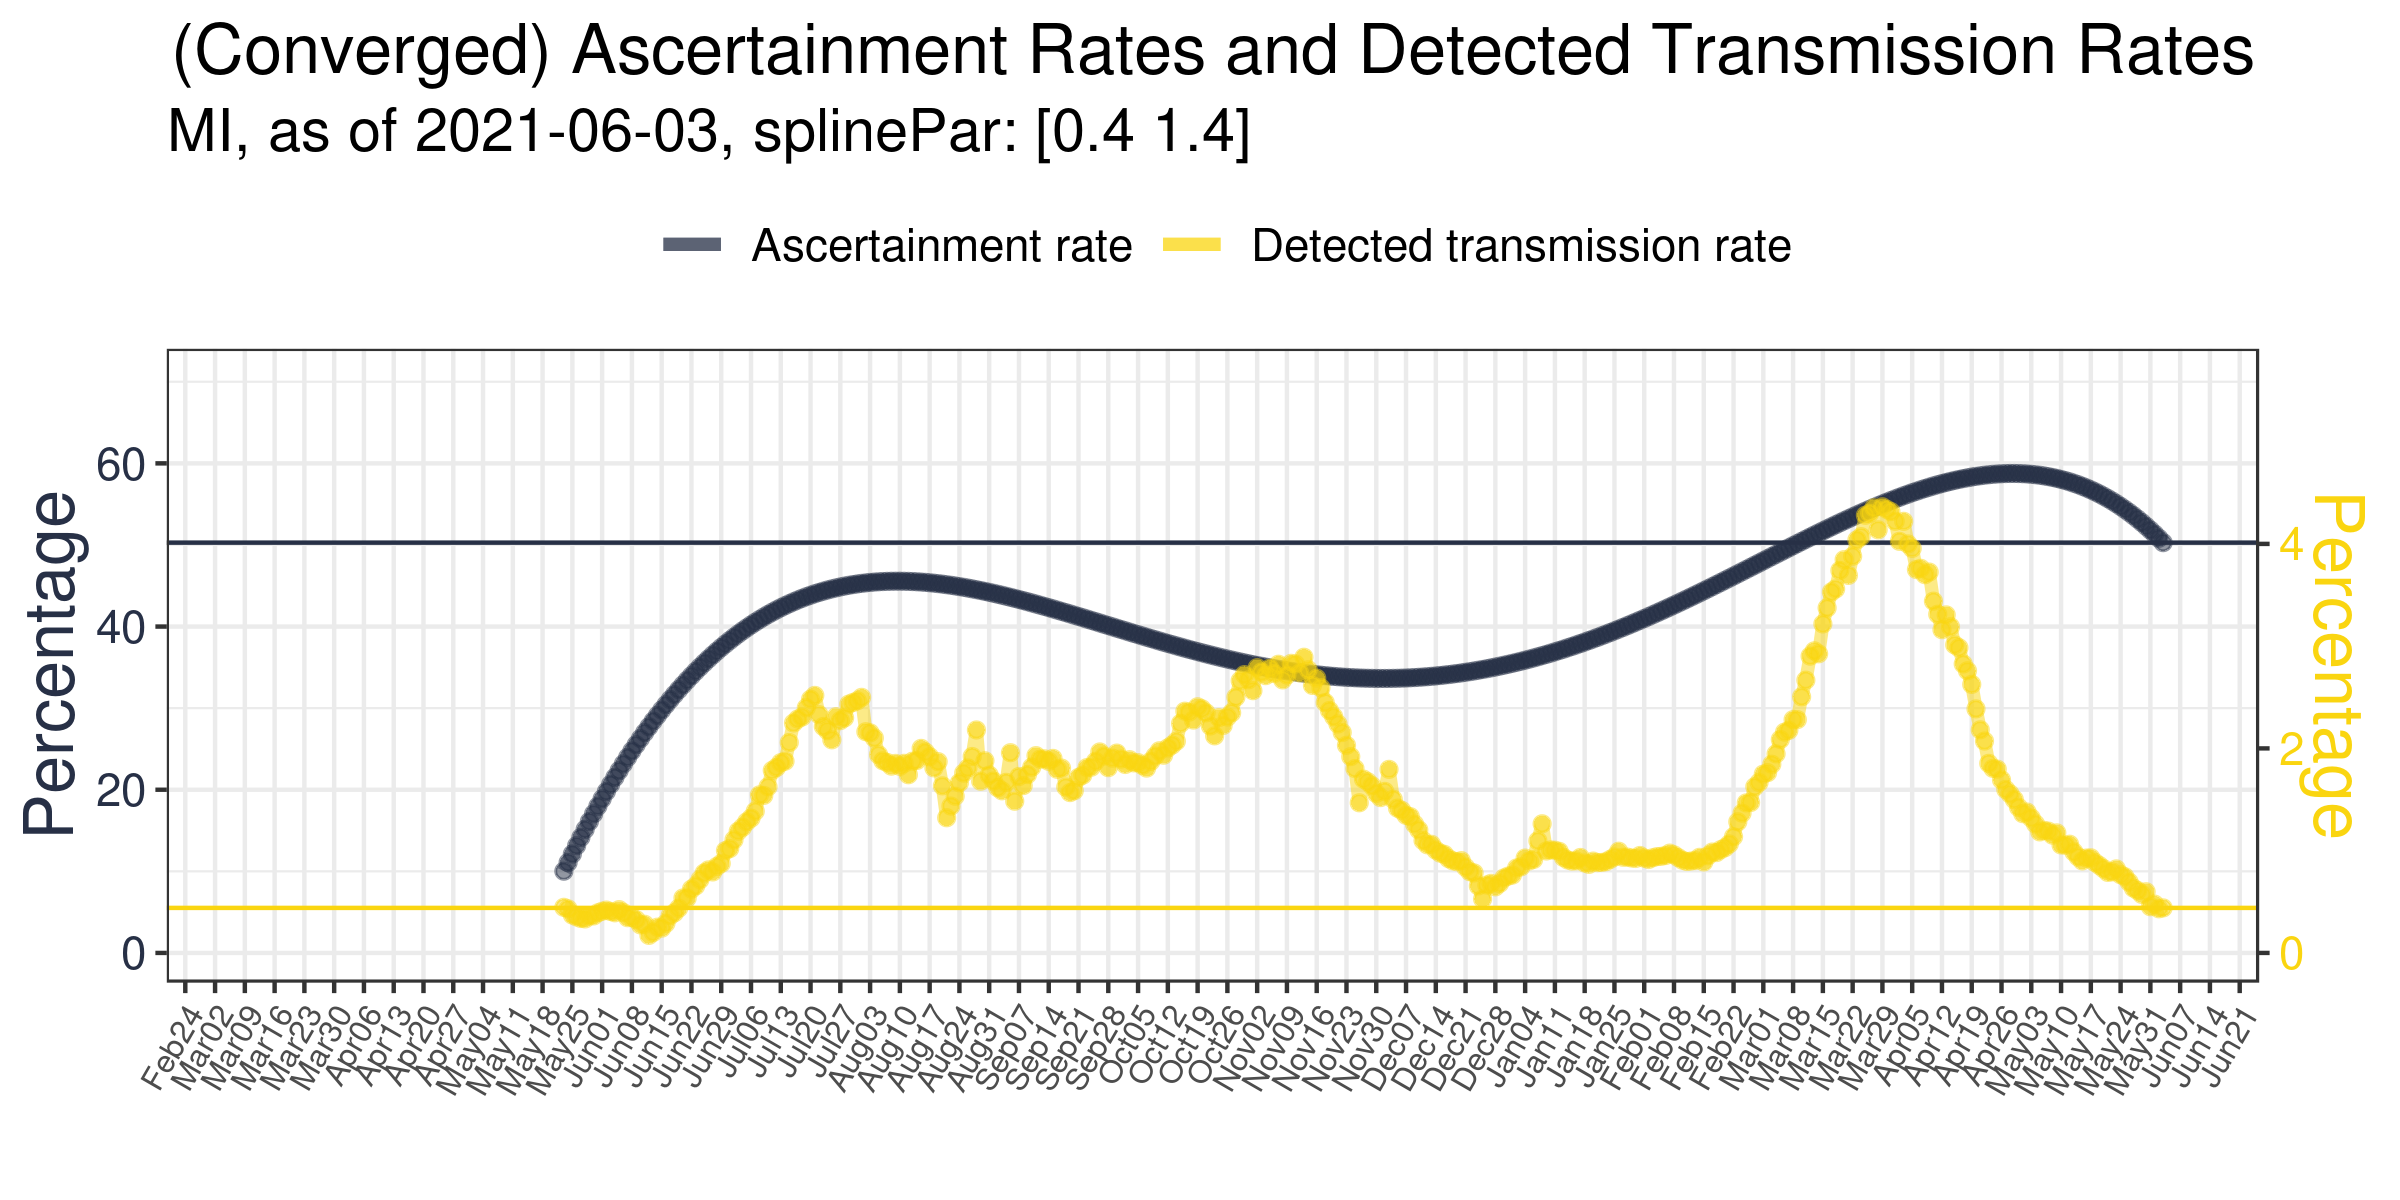 (Converged) Ascertainment Rates and Detected Transmission Rates
MI, as of 2021-06-03, splinePar: [0.4 1.4]
Ascertainment rate
Detected transmission rate
Percentage
60
40
20
0
4
2
0
Percentage
Feb24
Mar02
Mar09
Mar16
Mar23
Mar30
Apr06
Apr13
Apr20
Apr27
May04
May11
May18
May25
Jun01
Jun08
Jun15
Jun22
Jun29
Jul06
Jul13
Jul20
Jul27
Aug03
Aug10
Aug17
Aug24
Aug31
Sep07
Sep14
Sep21
Sep28
Oct05
Oct12
Oct19
Oct26
Nov02
Nov09
Nov16
Nov23
Nov30
Dec07
Dec14
Dec21
Dec28
Jan04
Jan11
Jan18
Jan25
Feb01
Feb08
Feb15
Feb22
Mar01
Mar08
Mar15
Mar22
Mar29
Apr05
Apr12
Apr19
Apr26
May03
May10
May17
May24
May31
Jun07
Jun14
Jun21